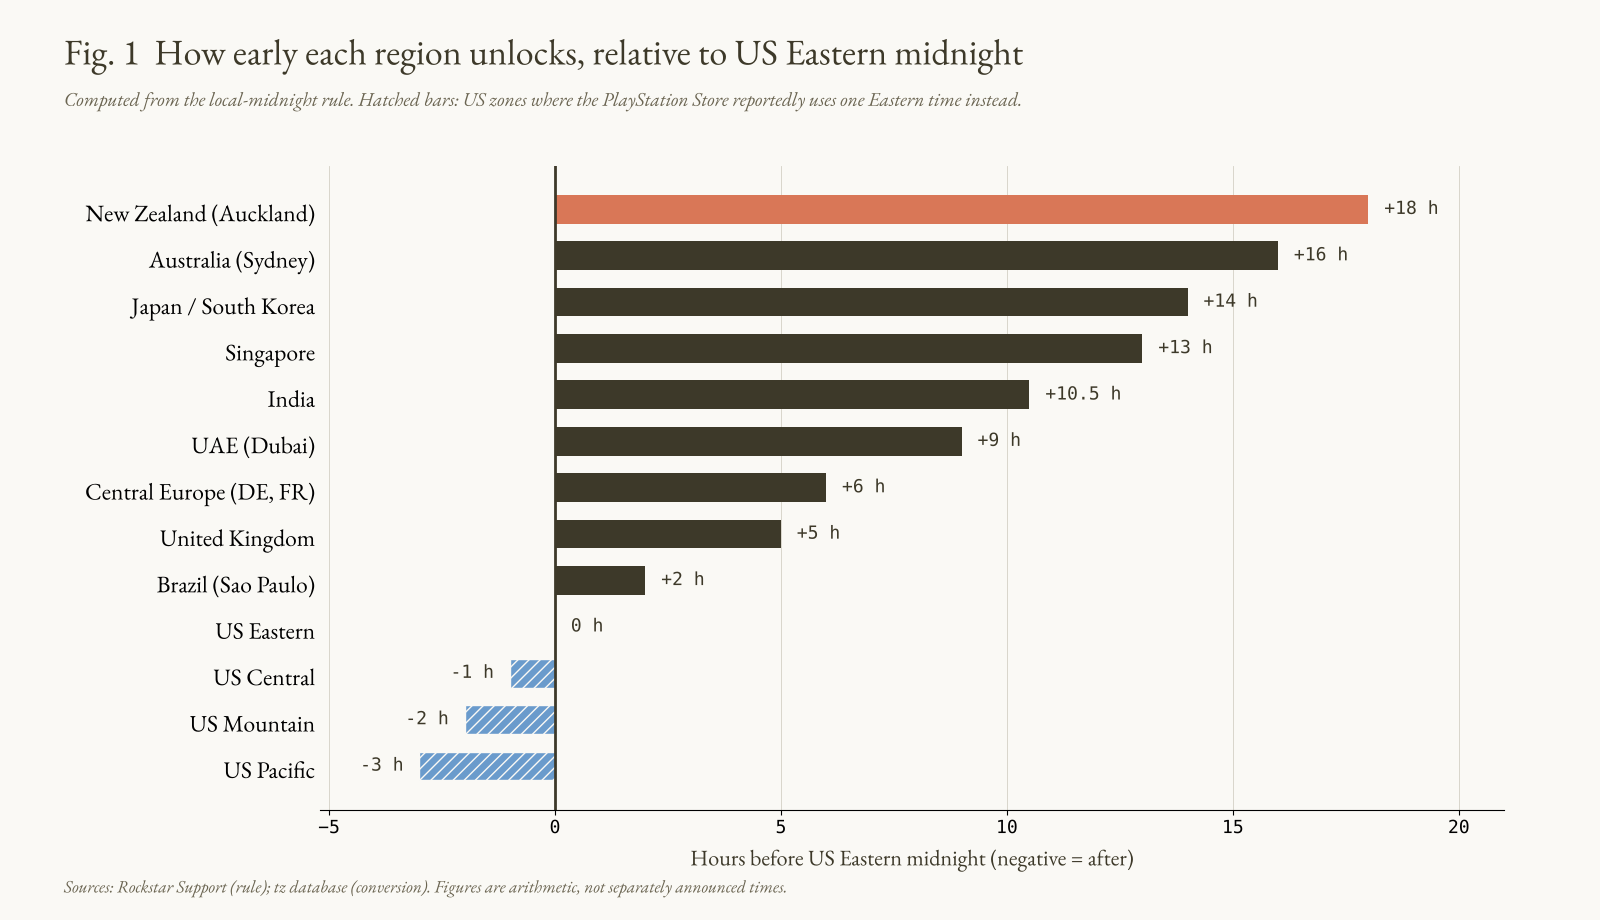 Fig. 1 How early each region unlocks, relative to US Eastern midnight
Computed from the local-midnight rule. Hatched bars: US zones where the PlayStation Store reportedly uses one Eastern time instead.
New Zealand (Auckland) +18 h
Australia (Sydney) +16 h
Japan / South Korea +14 h
Singapore +13 h
India +10.5 h
UAE (Dubai) +9 h
Central Europe (DE, FR) +6 h
United Kingdom +5 h
Brazil (Sao Paulo) +2 h
US Eastern 0 h
US Central -1 h
US Mountain -2 h
US Pacific -3 h
−5 0 5 10 15 20
Hours before US Eastern midnight (negative = after)
Sources: Rockstar Support (rule); tz database (conversion). Figures are arithmetic, not separately announced times.